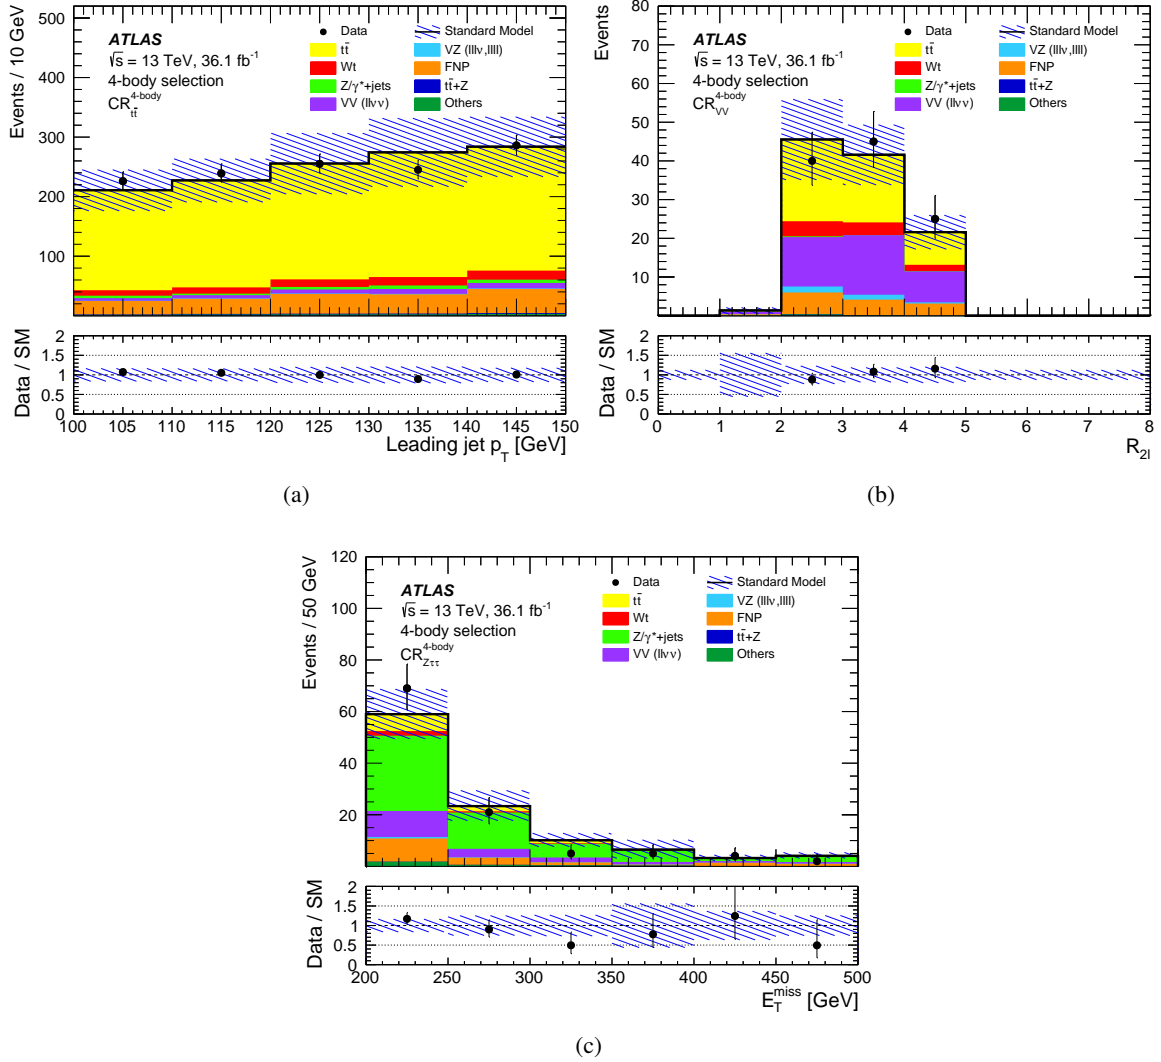 Events / 10 GeV
500
400
300
200
100
ATLAS
√s = 13 TeV, 36.1 fb⁻¹
4-body selection
CR 4-body tt̄
Data
tt̄
Wt
Z/γ*+jets
VV (llνν)
Standard Model
VZ (lllν,llll)
FNP
tt̄+Z
Others
Data / SM
2
1.5
1
0.5
0
100 105 110 115 120 125 130 135 140 145 150
Leading jet p_T [GeV]
(a)
Events
80
70
60
50
40
30
20
10
ATLAS
√s = 13 TeV, 36.1 fb⁻¹
4-body selection
CR 4-body VV
Data
tt̄
Wt
Z/γ*+jets
VV (llνν)
Standard Model
VZ (lllν,llll)
FNP
tt̄+Z
Others
Data / SM
2
1.5
1
0.5
0
0 1 2 3 4 5 6 7 8
R_2l
(b)
Events / 50 GeV
120
100
80
60
40
20
ATLAS
√s = 13 TeV, 36.1 fb⁻¹
4-body selection
CR 4-body Zττ
Data
tt̄
Wt
Z/γ*+jets
VV (llνν)
Standard Model
VZ (lllν,llll)
FNP
tt̄+Z
Others
Data / SM
2
1.5
1
0.5
0
200 250 300 350 400 450 500
E_T^miss [GeV]
(c)